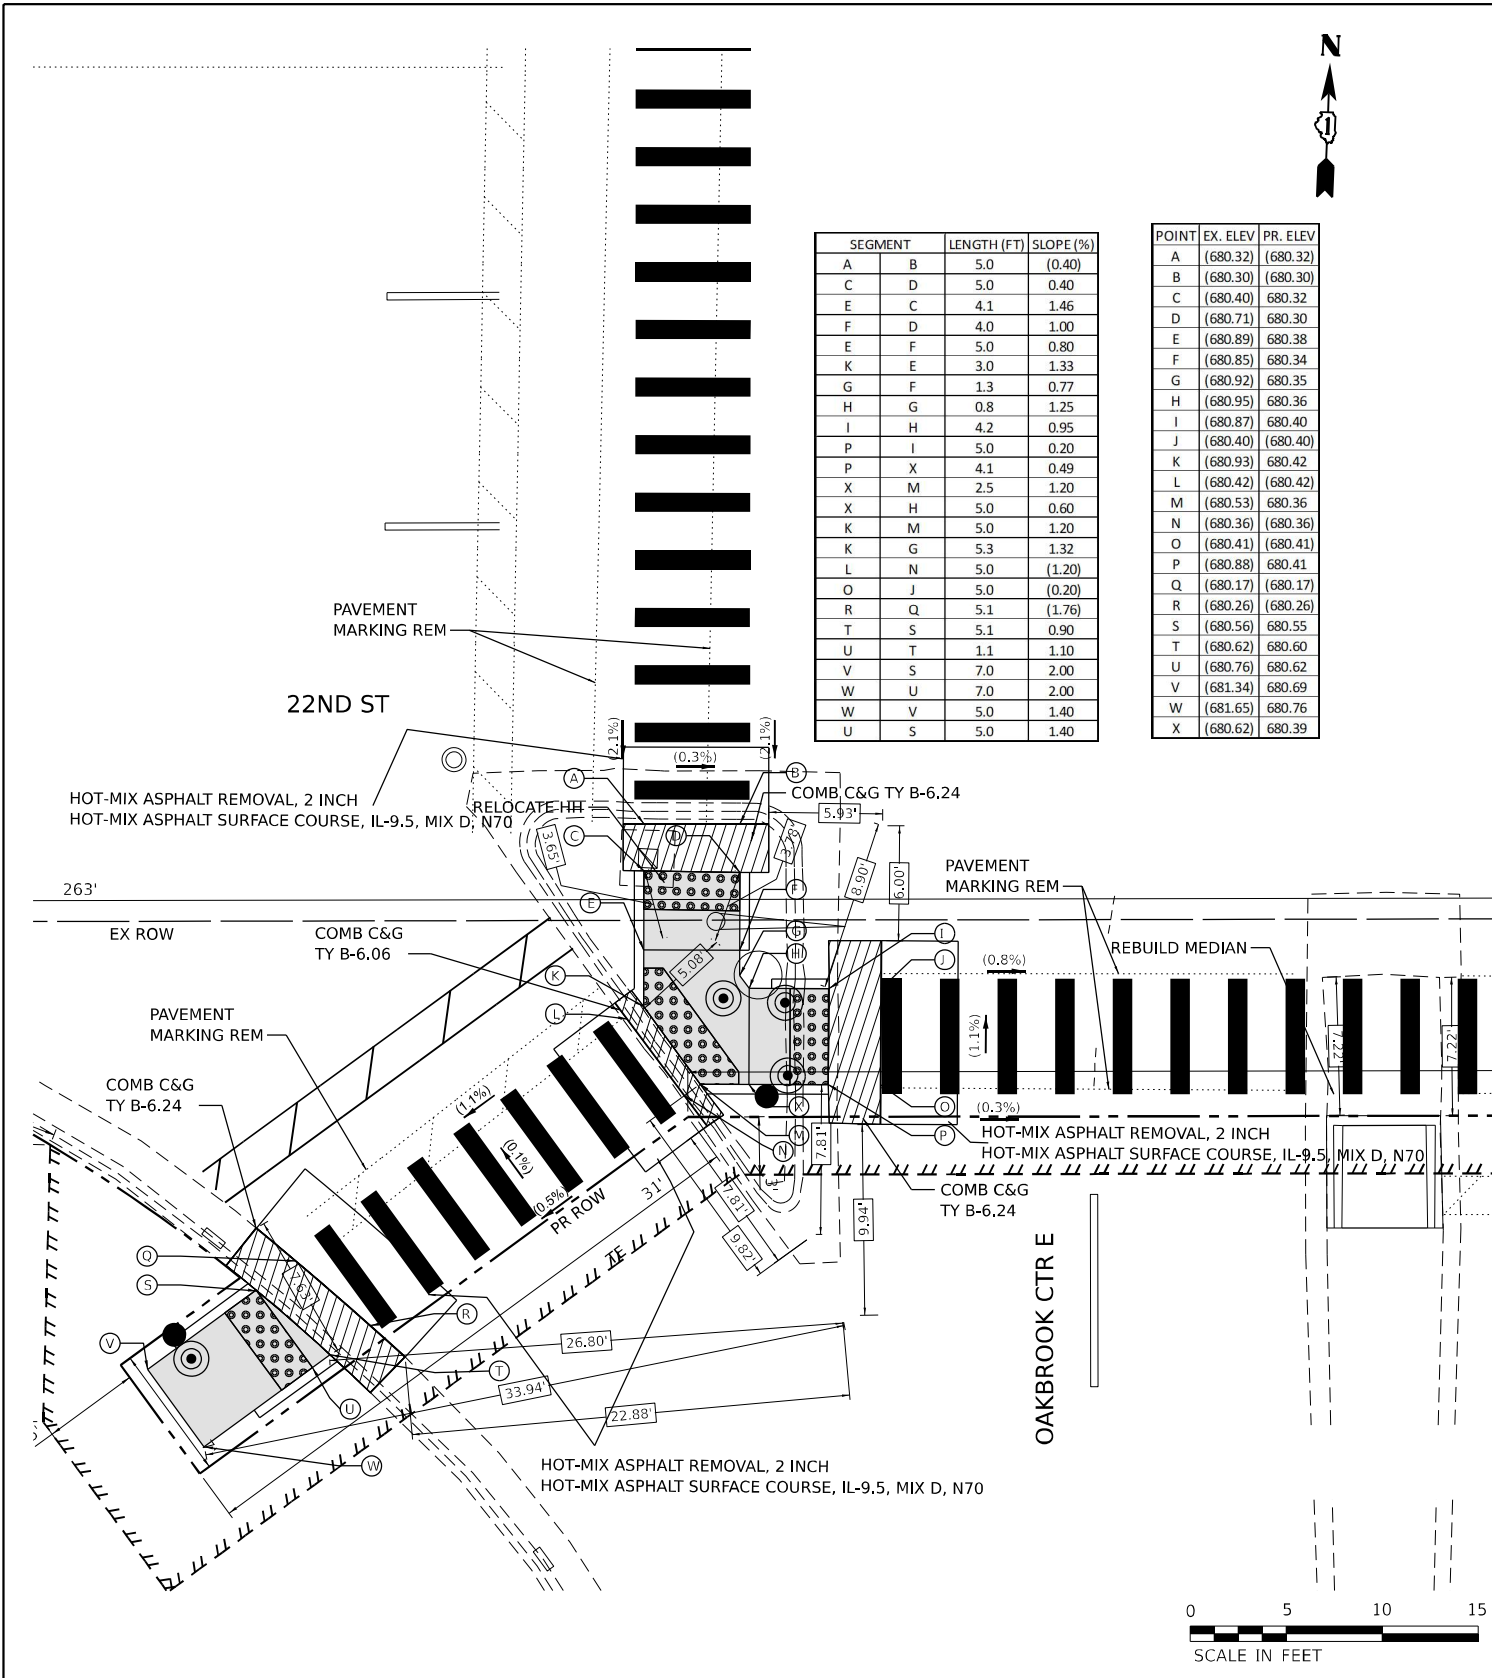 N
1
SEGMENT LENGTH (FT) SLOPE (%)
A B 5.0 (0.40)
C D 5.0 0.40
E C 4.1 1.46
F D 4.0 1.00
E F 5.0 0.80
K E 3.0 1.33
G F 1.3 0.77
H G 0.8 1.25
I H 4.2 0.95
P I 5.0 0.20
P X 4.1 0.49
X M 2.5 1.20
X H 5.0 0.60
K M 5.0 1.20
K G 5.3 1.32
L N 5.0 (1.20)
O J 5.0 (0.20)
R Q 5.1 (1.76)
T S 5.1 0.90
U T 1.1 1.10
V S 7.0 2.00
W U 7.0 2.00
W V 5.0 1.40
U S 5.0 1.40
POINT EX. ELEV PR. ELEV
A (680.32) (680.32)
B (680.30) (680.30)
C (680.40) 680.32
D (680.71) 680.30
E (680.89) 680.38
F (680.85) 680.34
G (680.92) 680.35
H (680.95) 680.36
I (680.87) 680.40
J (680.40) (680.40)
K (680.93) 680.42
L (680.42) (680.42)
M (680.53) 680.36
N (680.36) (680.36)
O (680.41) (680.41)
P (680.88) 680.41
Q (680.17) (680.17)
R (680.26) (680.26)
S (680.56) 680.55
T (680.62) 680.60
U (680.76) 680.62
V (681.34) 680.69
W (681.65) 680.76
X (680.62) 680.39
PAVEMENT
MARKING REM
22ND ST
(2.1%)
(0.3%)
(2.1%)
A
B
COMB C&G TY B-6.24
HOT-MIX ASPHALT REMOVAL, 2 INCH
HOT-MIX ASPHALT SURFACE COURSE, IL-9.5, MIX D, N70
RELOCATE HH
5.93'
3.65'
3.78'
C
D
8.90'
6.00'
PAVEMENT
MARKING REM
263'
EX ROW
COMB C&G
TY B-6.06
E
F
G
H
I
J
REBUILD MEDIAN
(0.8%)
5.08'
K
L
(1.1%)
7.22'
7.22'
PAVEMENT
MARKING REM
COMB C&G
TY B-6.24
(1.1%)
(0.1%)
(0.5%
PR ROW
X
M
N
O
P
(0.3%)
HOT-MIX ASPHALT REMOVAL, 2 INCH
HOT-MIX ASPHALT SURFACE COURSE, IL-9.5, MIX D, N70
COMB C&G
TY B-6.24
7.81'
3'
31'
7.81'
9.82'
9.94'
TE
Q
S
7.63'
R
V
T
U
W
26.80'
33.94'
22.88'
OAKBROOK CTR E
HOT-MIX ASPHALT REMOVAL, 2 INCH
HOT-MIX ASPHALT SURFACE COURSE, IL-9.5, MIX D, N70
0 5 10 15
SCALE IN FEET